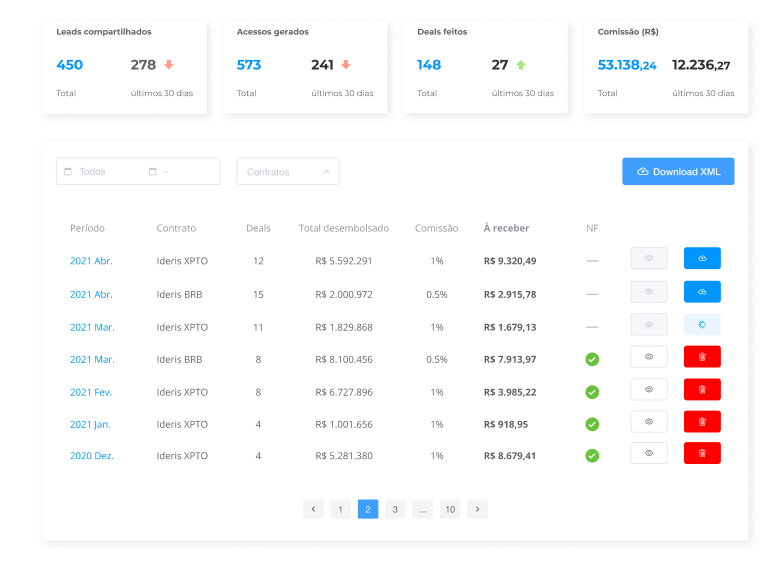 Leads compartilhados
450 278
Total últimos 30 dias
Acessos gerados
573 241
Total últimos 30 dias
Deals feitos
148 27
Total últimos 30 dias
Comissão (R$)
53.138,24 12.236,27
Total últimos 30 dias
Todos - Contratos Download XML
Período Contrato Deals Total desembolsado Comissão À receber NF
2021 Abr. Ideris XPTO 12 R$ 5.592.291 1% R$ 9.320,49 —
2021 Abr. Ideris BRB 15 R$ 2.000.972 0.5% R$ 2.915,78 —
2021 Mar. Ideris XPTO 11 R$ 1.829.868 1% R$ 1.679,13 —
2021 Mar. Ideris BRB 8 R$ 8.100.456 0.5% R$ 7.913,97
2021 Fev. Ideris XPTO 8 R$ 6.727.896 1% R$ 3.985,22
2021 Jan. Ideris XPTO 4 R$ 1.001.656 1% R$ 918,95
2020 Dez. Ideris XPTO 4 R$ 5.281.380 1% R$ 8.679,41
‹ 1 2 3 ... 10 ›